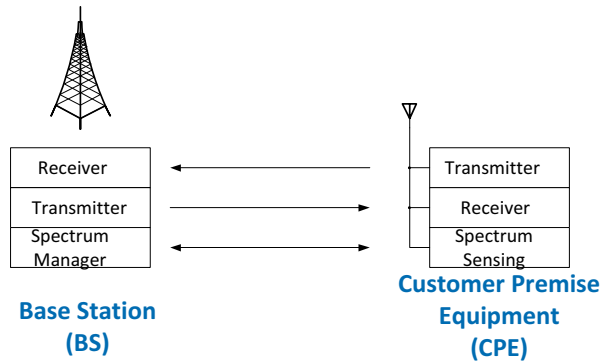 Receiver
Transmitter
Spectrum
Manager
Base Station
(BS)
Transmitter
Receiver
Spectrum
Sensing
Customer Premise
Equipment
(CPE)